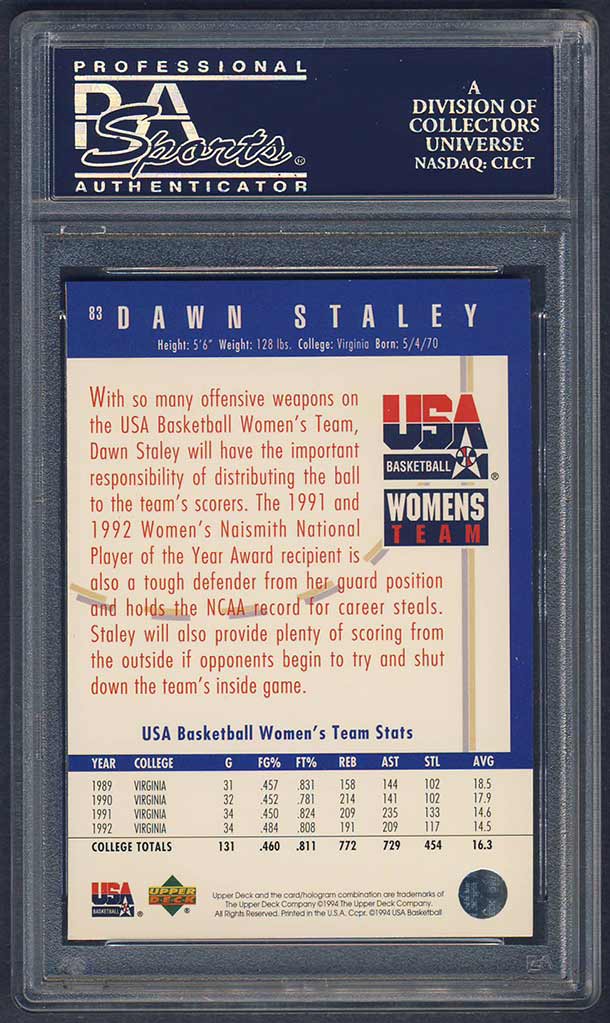 PROFESSIONAL
PSA
Sports®
AUTHENTICATOR
A
DIVISION OF
COLLECTORS
UNIVERSE
NASDAQ: CLCT
83 DAWN STALEY
Height: 5'6" Weight: 128 lbs. College: Virginia Born: 5/4/70
With so many offensive weapons on
the USA Basketball Women's Team,
Dawn Staley will have the important
responsibility of distributing the ball
to the team's scorers. The 1991 and
1992 Women's Naismith National
Player of the Year Award recipient is
also a tough defender from her guard position
and holds the NCAA record for career steals.
Staley will also provide plenty of scoring from
the outside if opponents begin to try and shut
down the team's inside game.
USA
BASKETBALL
®
WOMENS
TEAM
USA Basketball Women's Team Stats
YEAR COLLEGE G FG% FT% REB AST STL AVG
1989 VIRGINIA 31 .457 .831 158 144 102 18.5
1990 VIRGINIA 32 .452 .781 214 141 102 17.9
1991 VIRGINIA 34 .450 .824 209 235 133 14.6
1992 VIRGINIA 34 .484 .808 191 209 117 14.5
COLLEGE TOTALS 131 .460 .811 772 729 454 16.3
USA
BASKETBALL
®
UPPER
DECK
®
Upper Deck and the card/hologram combination are trademarks of
The Upper Deck Company ©1994 The Upper Deck Company.
All Rights Reserved. Printed in the U.S.A. Ccpr. ©1994 USA Basketball